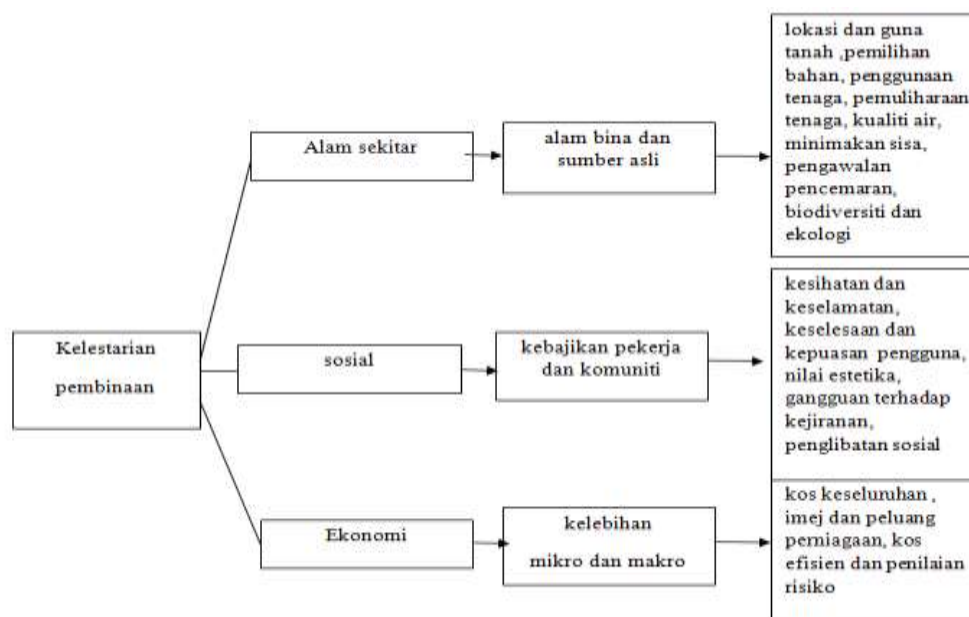 Kelestarian
pembinaan
Alam sekitar
alam bina dan
sumber asli
lokasi dan guna
tanah ,pemilihan
bahan, penggunaan
tenaga, pemuliharaan
tenaga, kualiti air,
minimakan sisa,
pengawalan
pencemaran,
biodiversiti dan
ekologi
sosial
kebajikan pekerja
dan komuniti
kesihatan dan
keselamatan,
keselesaan dan
kepuasan pengguna,
nilai estetika,
gangguan terhadap
kejiranan,
penglibatan sosial
Ekonomi
kelebihan
mikro dan makro
kos keseluruhan ,
imej dan peluang
perniagaan, kos
efisien dan penilaian
risiko